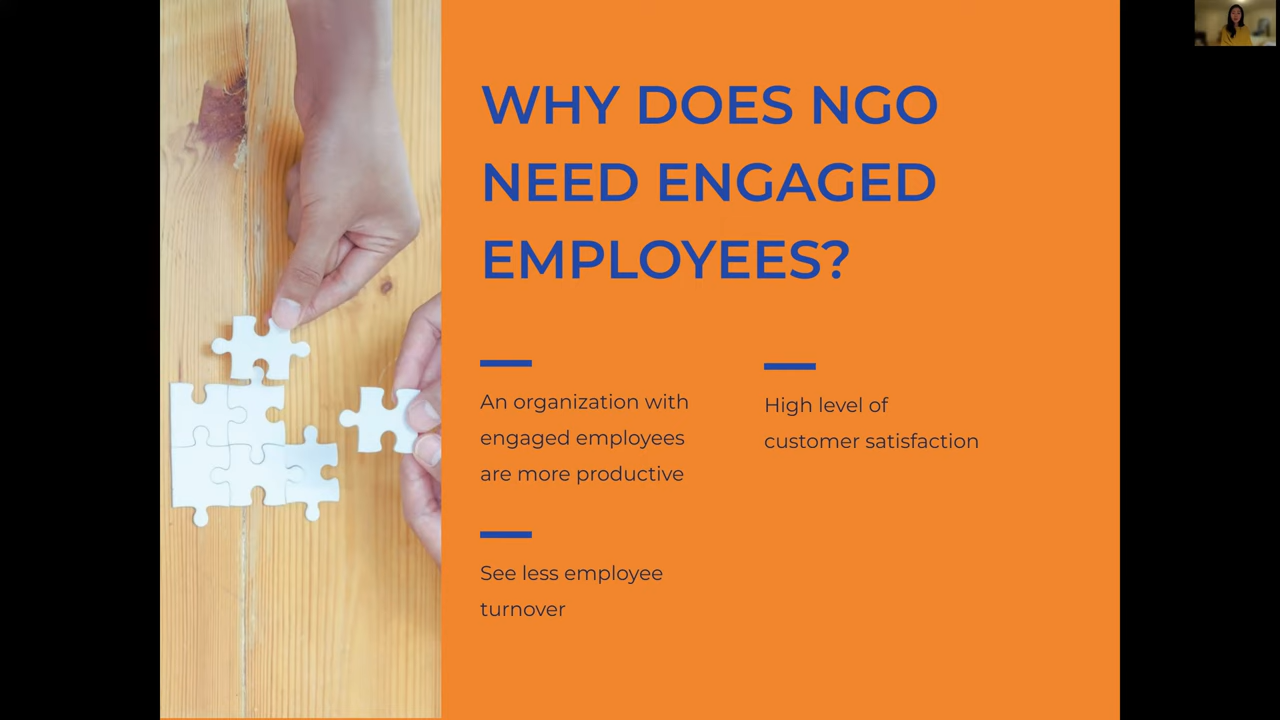 WHY DOES NGO
NEED ENGAGED
EMPLOYEES?
An organization with
engaged employees
are more productive
High level of
customer satisfaction
See less employee
turnover